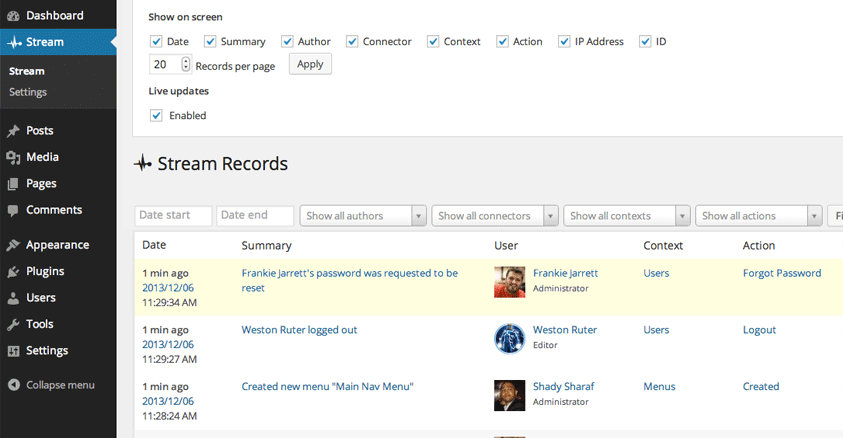 Dashboard
Stream
Stream
Settings
Posts
Media
Pages
Comments
Appearance
Plugins
Users
Tools
Settings
Collapse menu
Show on screen
Date Summary Author Connector Context Action IP Address ID
20 Records per page Apply
Live updates
Enabled
Stream Records
Date start Date end Show all authors Show all connectors Show all contexts Show all actions
Date Summary User Context Action
1 min ago Frankie Jarrett's password was requested to be Frankie Jarrett Users Forgot Password
2013/12/06 reset Administrator
11:29:34 AM
1 min ago Weston Ruter logged out Weston Ruter Users Logout
2013/12/06 Editor
11:29:27 AM
1 min ago Created new menu "Main Nav Menu" Shady Sharaf Menus Created
2013/12/06 Administrator
11:28:24 AM